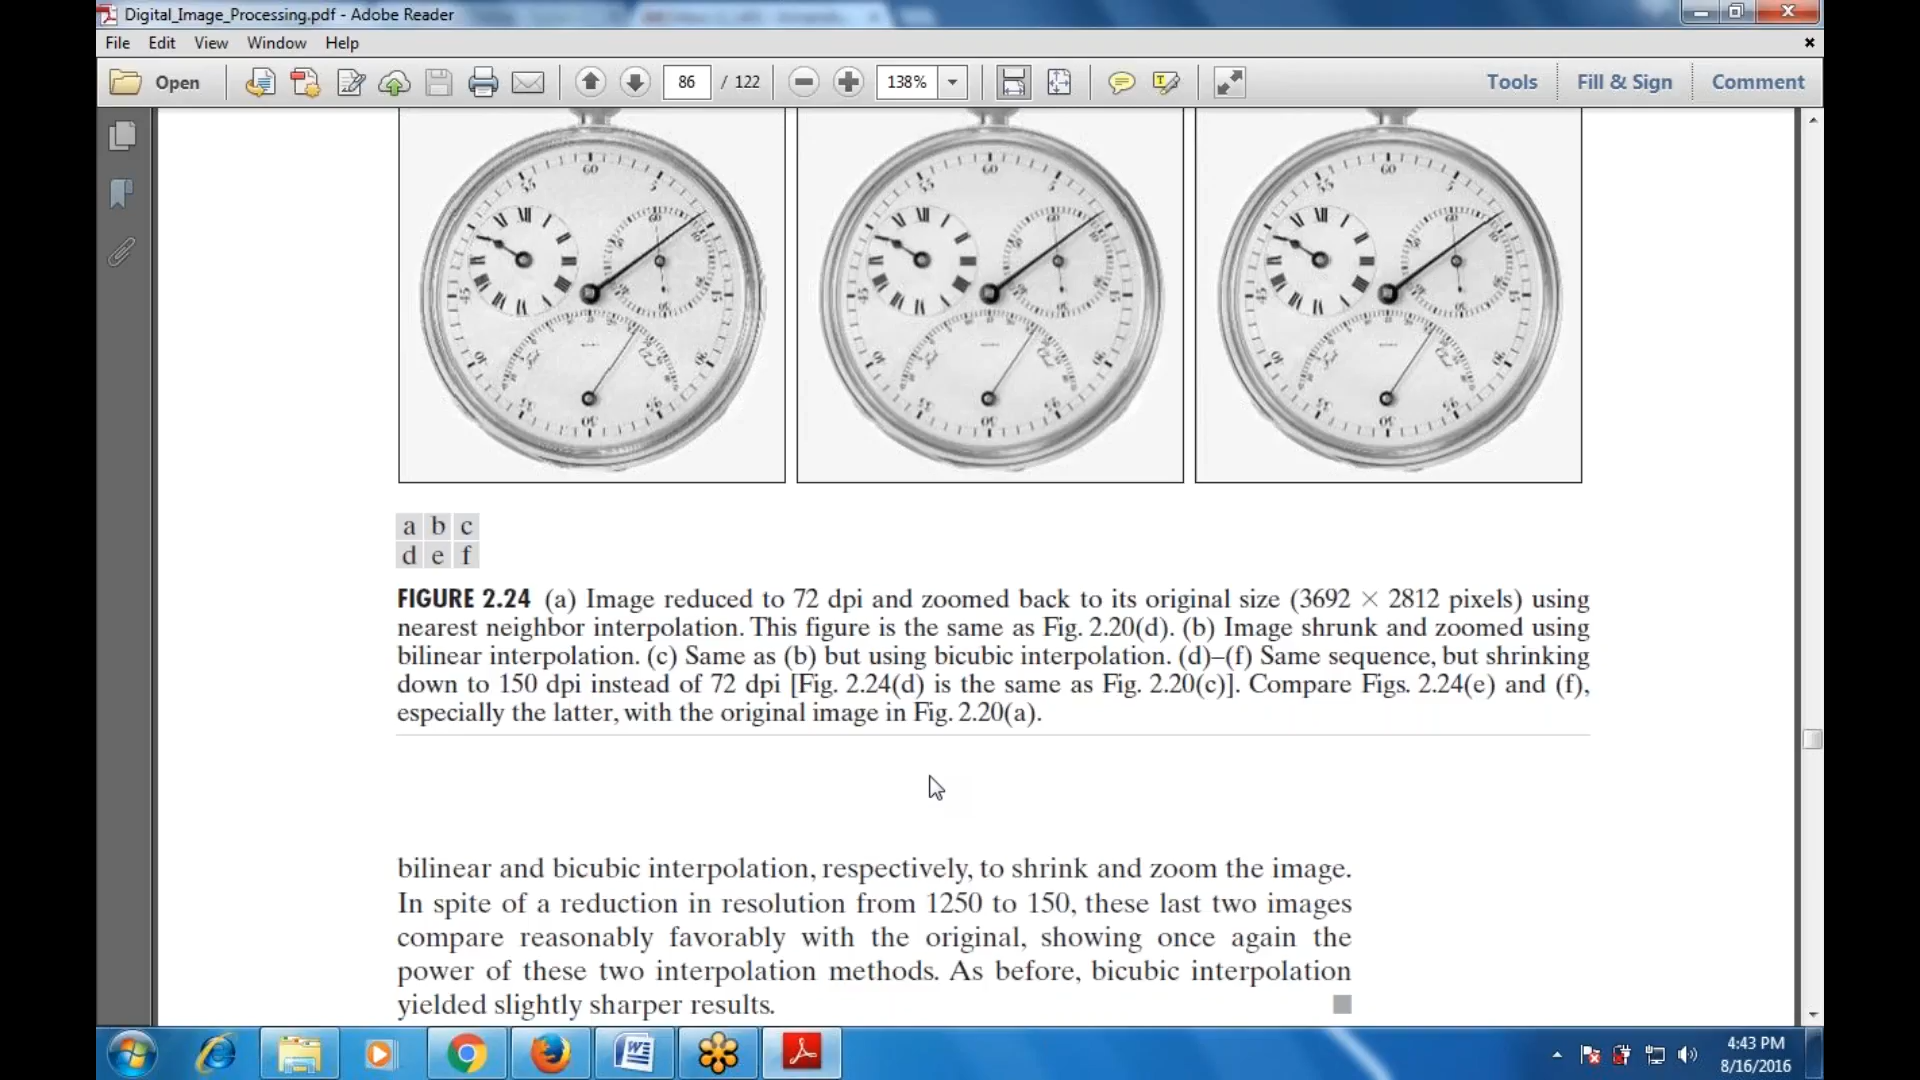 Digital_Image_Processing.pdf - Adobe Reader
File Edit View Window Help
Open 86 / 122 138% Tools Fill & Sign Comment
60 60 60
a b c
d e f
FIGURE 2.24 (a) Image reduced to 72 dpi and zoomed back to its original size (3692 × 2812 pixels) using
nearest neighbor interpolation. This figure is the same as Fig. 2.20(d). (b) Image shrunk and zoomed using
bilinear interpolation. (c) Same as (b) but using bicubic interpolation. (d)–(f) Same sequence, but shrinking
down to 150 dpi instead of 72 dpi [Fig. 2.24(d) is the same as Fig. 2.20(c)]. Compare Figs. 2.24(e) and (f),
especially the latter, with the original image in Fig. 2.20(a).
bilinear and bicubic interpolation, respectively, to shrink and zoom the image.
In spite of a reduction in resolution from 1250 to 150, these last two images
compare reasonably favorably with the original, showing once again the
power of these two interpolation methods. As before, bicubic interpolation
yielded slightly sharper results.
4:43 PM
8/16/2016